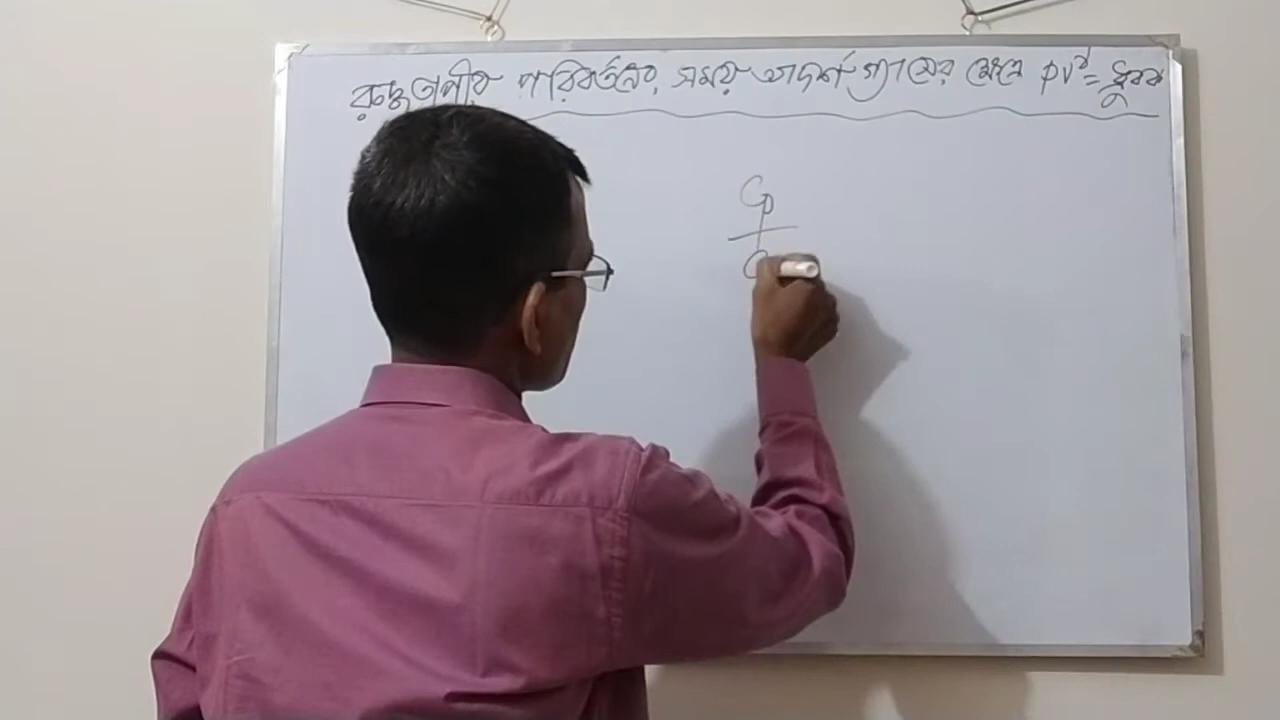 রুদ্ধতাপীয় পরিবর্তনের সময় আদর্শ গ্যাসের ক্ষেত্রে PV^γ = ধ্রুবক
Cp
C